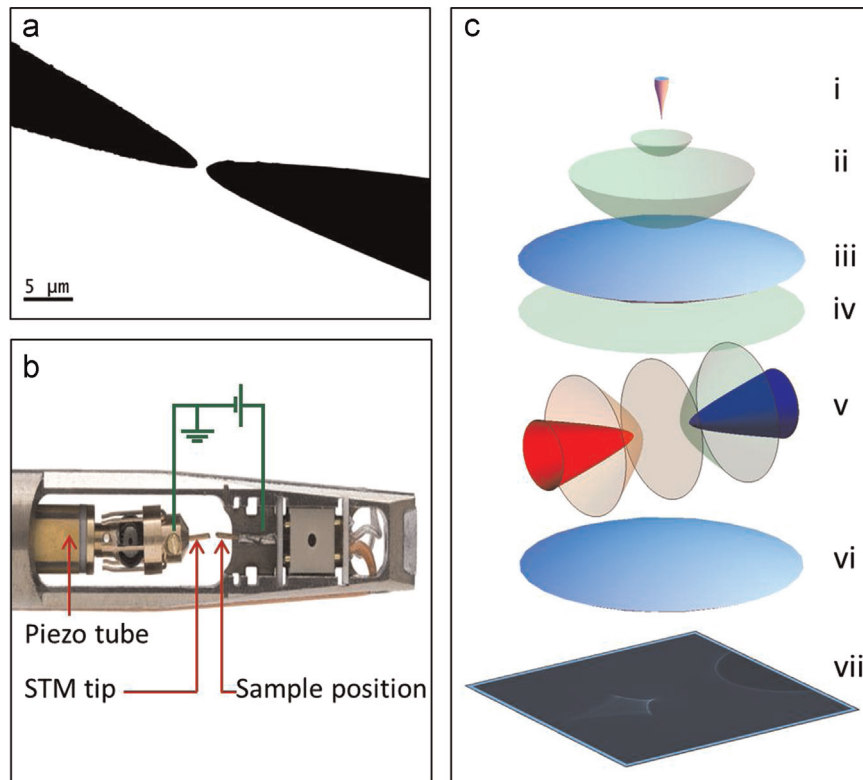 a
5 µm
b
Piezo tube
STM tip
Sample position
c
i
ii
iii
iv
v
vi
vii